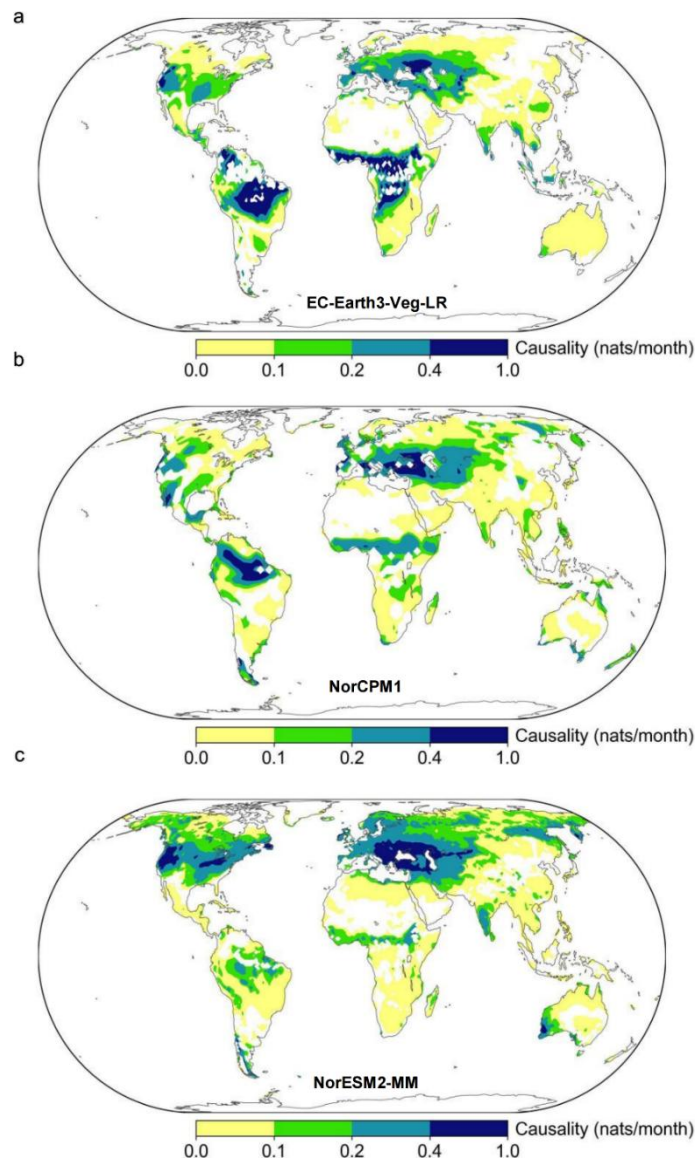 a
EC-Earth3-Veg-LR
Causality (nats/month)
0.0 0.1 0.2 0.4 1.0
b
NorCPM1
Causality (nats/month)
0.0 0.1 0.2 0.4 1.0
c
NorESM2-MM
Causality (nats/month)
0.0 0.1 0.2 0.4 1.0